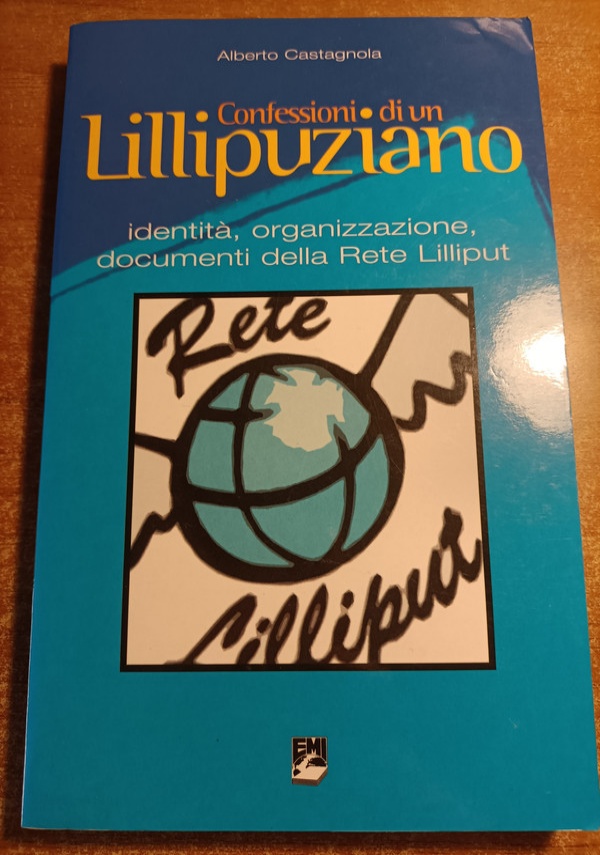 Alberto Castagnola
Confessioni di un
Lillipuziano
identità, organizzazione,
documenti della Rete Lilliput
Rete
Lilliput
EMI